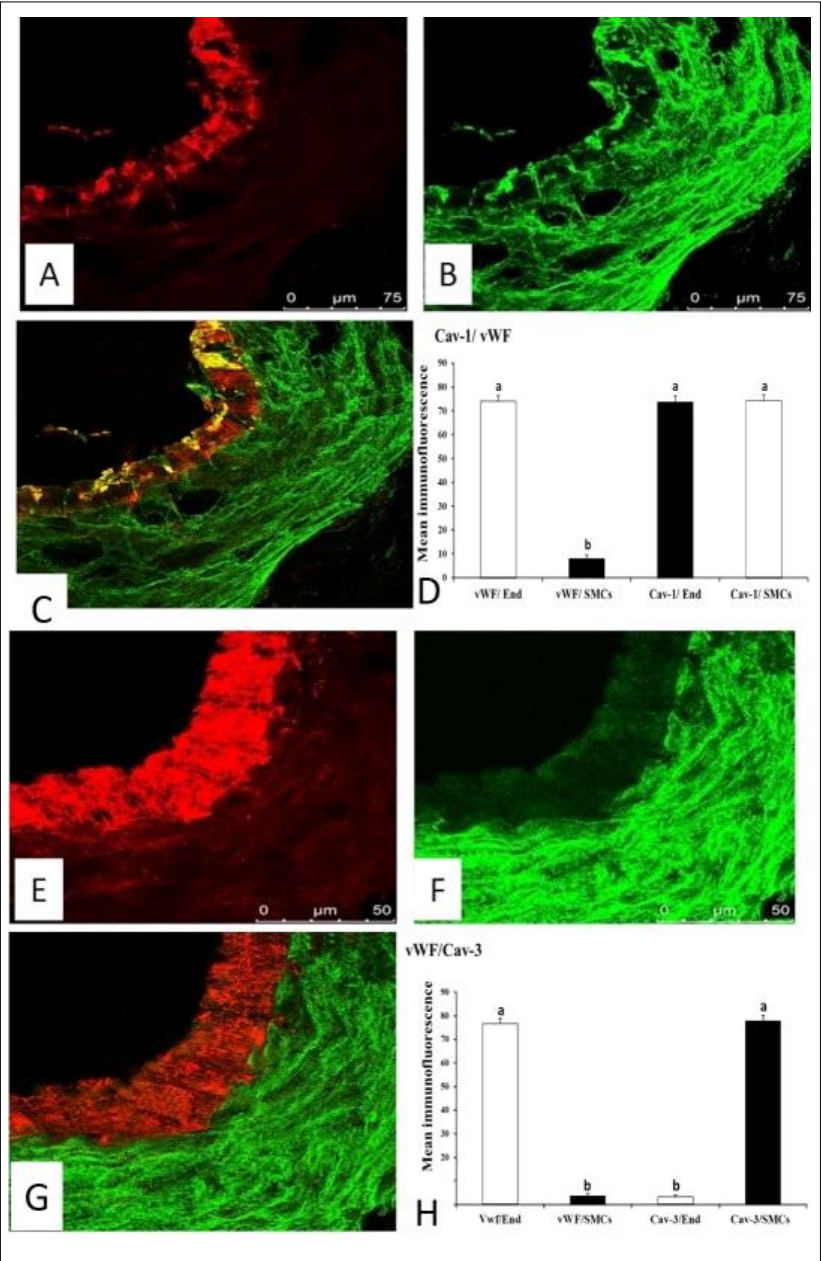 A
0 µm 75
B
0 µm 75
C
Cav-1/ vWF
Mean immunofluorescence
90
80
70
60
50
40
30
20
10
0
a
b
a
a
vWF/ End
vWF/ SMCs
Cav-1/ End
Cav-1/ SMCs
D
E
0 µm 50
F
0 µm 50
G
vWF/Cav-3
Mean immunofluorescence
90
80
70
60
50
40
30
20
10
a
b
b
a
Vwf/End
vWF/SMCs
Cav-3/End
Cav-3/SMCs
H